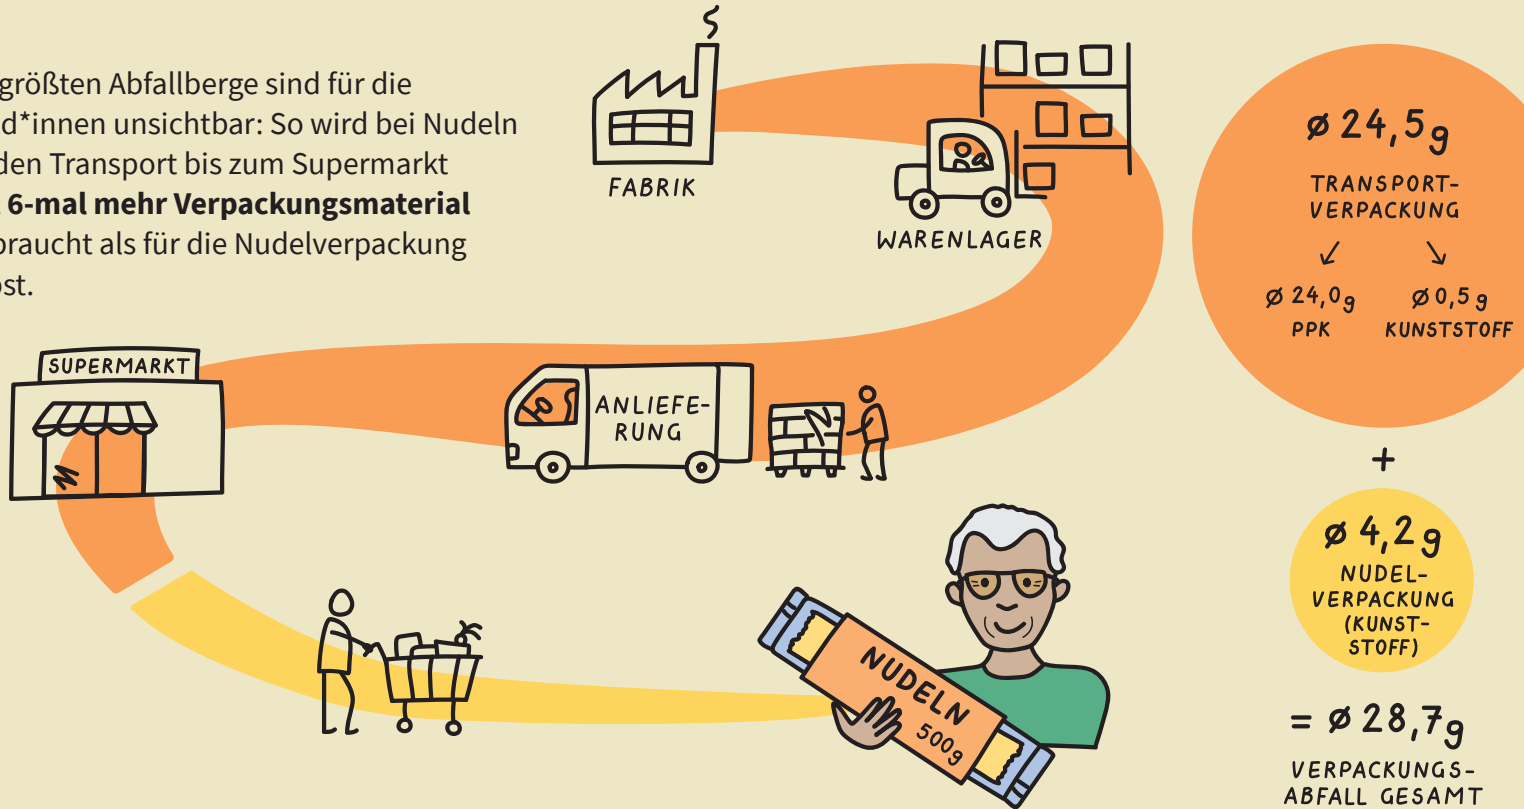 größten Abfallberge sind für die
d*innen unsichtbar: So wird bei Nudeln
den Transport bis zum Supermarkt
6-mal mehr Verpackungsmaterial
braucht als für die Nudelverpackung
st.
FABRIK
WARENLAGER
SUPERMARKT
ANLIEFE-
RUNG
NUDELN
500g
ø 24,5g
TRANSPORT-
VERPACKUNG
↙ ↘
ø 24,0g ø 0,5g
PPK KUNSTSTOFF
+
ø 4,2g
NUDEL-
VERPACKUNG
(KUNST-
STOFF)
= ø 28,7g
VERPACKUNGS-
ABFALL GESAMT